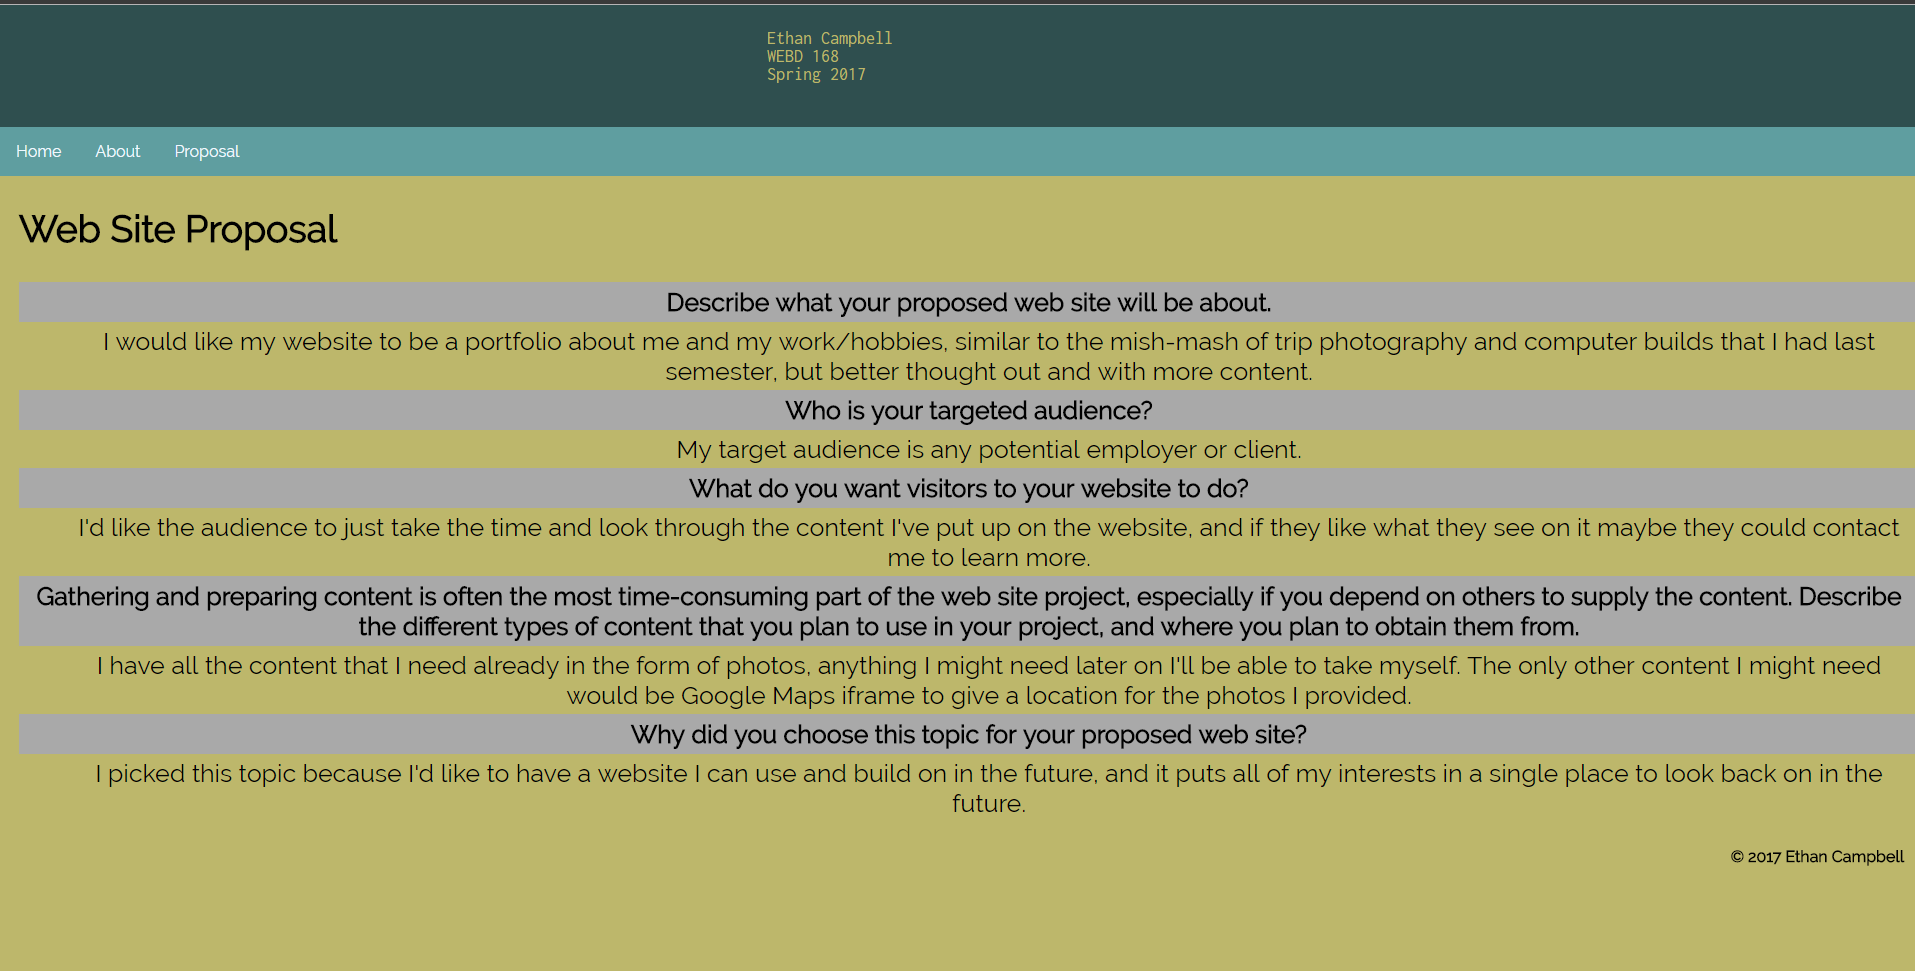 Ethan Campbell
WEBD 168
Spring 2017
Home About Proposal
Web Site Proposal
Describe what your proposed web site will be about.
I would like my website to be a portfolio about me and my work/hobbies, similar to the mish-mash of trip photography and computer builds that I had last
semester, but better thought out and with more content.
Who is your targeted audience?
My target audience is any potential employer or client.
What do you want visitors to your website to do?
I'd like the audience to just take the time and look through the content I've put up on the website, and if they like what they see on it maybe they could contact
me to learn more.
Gathering and preparing content is often the most time-consuming part of the web site project, especially if you depend on others to supply the content. Describe
the different types of content that you plan to use in your project, and where you plan to obtain them from.
I have all the content that I need already in the form of photos, anything I might need later on I'll be able to take myself. The only other content I might need
would be Google Maps iframe to give a location for the photos I provided.
Why did you choose this topic for your proposed web site?
I picked this topic because I'd like to have a website I can use and build on in the future, and it puts all of my interests in a single place to look back on in the
future.
© 2017 Ethan Campbell